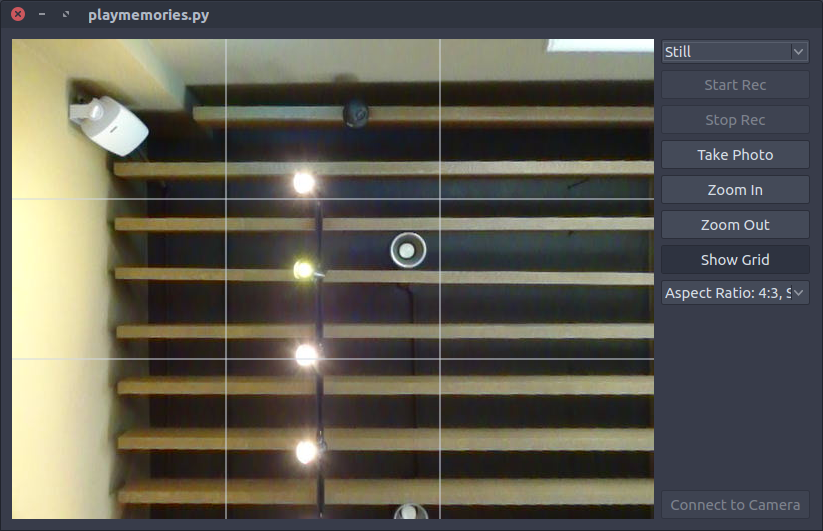 playmemories.py
Still
Start Rec
Stop Rec
Take Photo
Zoom In
Zoom Out
Show Grid
Aspect Ratio: 4:3, S
Connect to Camera